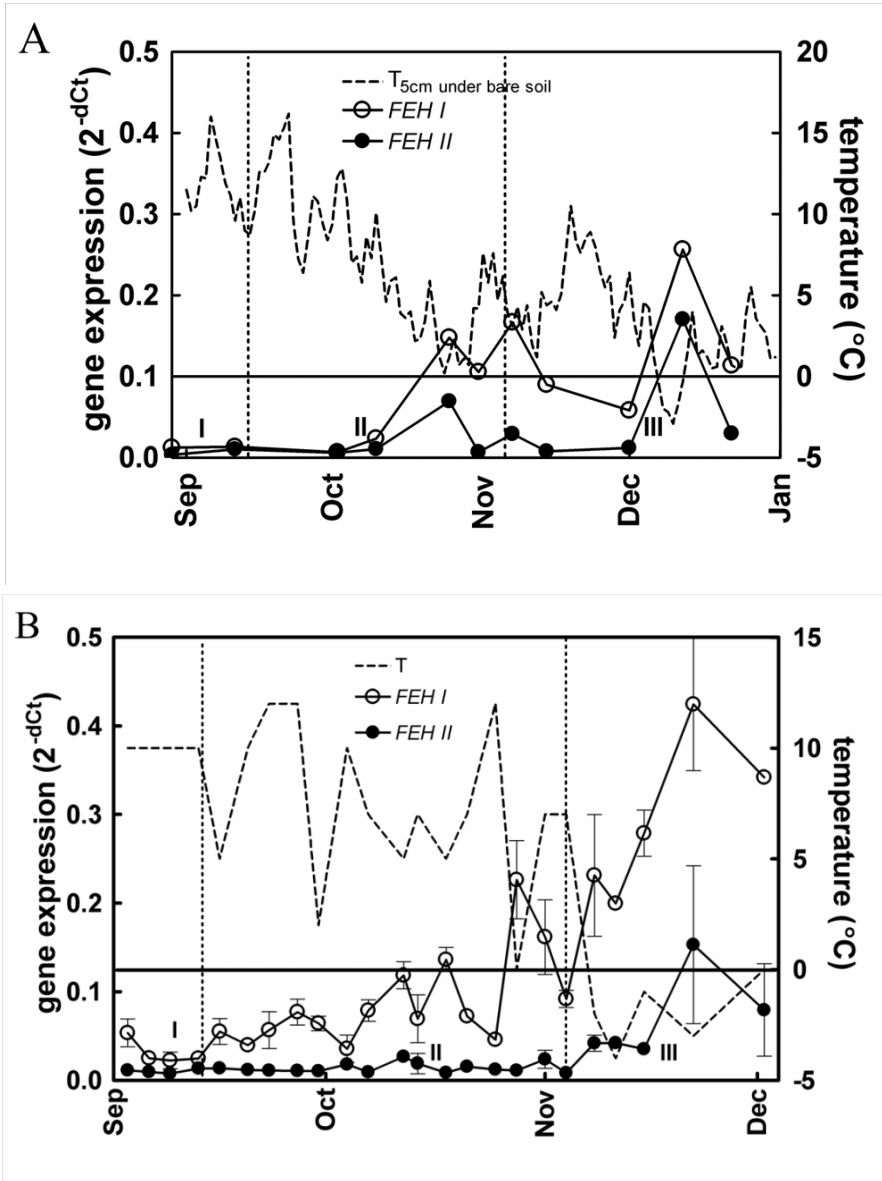 A
0.5
0.4
0.3
0.2
0.1
0.0
gene expression (2^-dCt)
T5cm under bare soil
FEH I
FEH II
I
II
III
20
15
10
5
0
-5
temperature (°C)
Sep
Oct
Nov
Dec
Jan
B
0.5
0.4
0.3
0.2
0.1
0.0
gene expression (2^-dCt)
T
FEH I
FEH II
I
II
III
15
10
5
0
-5
temperature (°C)
Sep
Oct
Nov
Dec